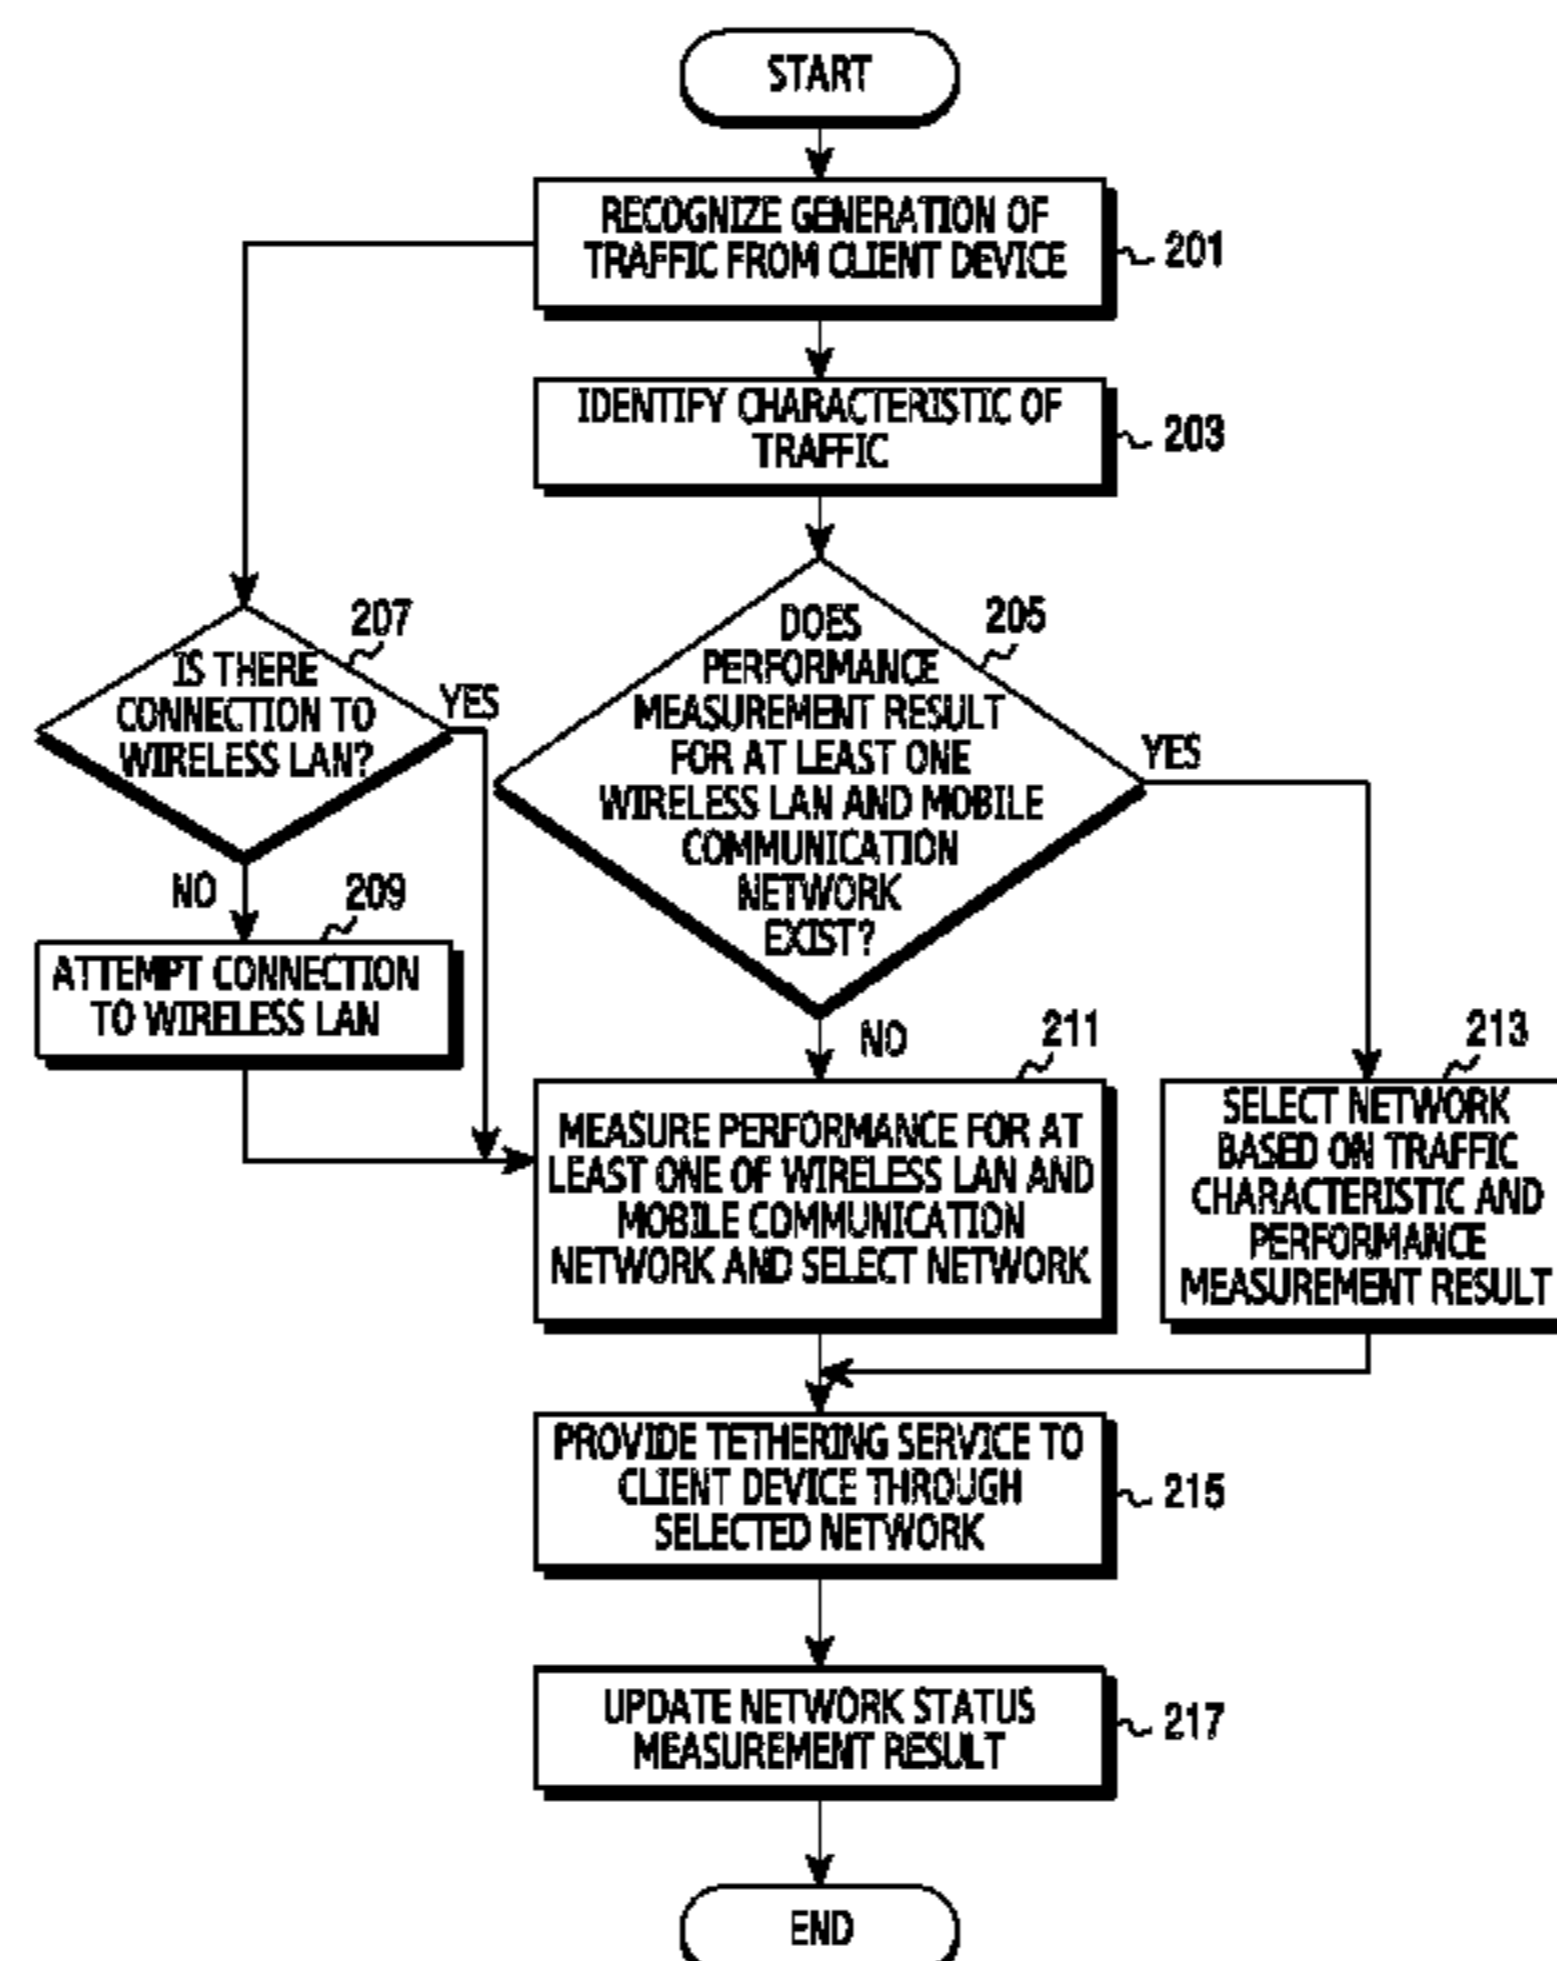 START
RECOGNIZE GENERATION OF
TRAFFIC FROM CLIENT DEVICE
201
IDENTIFY CHARACTERISTIC OF
TRAFFIC
203
207
IS THERE
CONNECTION TO
WIRELESS LAN?
YES
NO
205
DOES
PERFORMANCE
MEASUREMENT RESULT
FOR AT LEAST ONE
WIRELESS LAN AND MOBILE
COMMUNICATION
NETWORK
EXIST?
YES
NO
209
ATTEMPT CONNECTION
TO WIRELESS LAN
211
MEASURE PERFORMANCE FOR AT
LEAST ONE OF WIRELESS LAN AND
MOBILE COMMUNICATION
NETWORK AND SELECT NETWORK
213
SELECT NETWORK
BASED ON TRAFFIC
CHARACTERISTIC AND
PERFORMANCE
MEASUREMENT RESULT
PROVIDE TETHERING SERVICE TO
CLIENT DEVICE THROUGH
SELECTED NETWORK
215
UPDATE NETWORK STATUS
MEASUREMENT RESULT
217
END